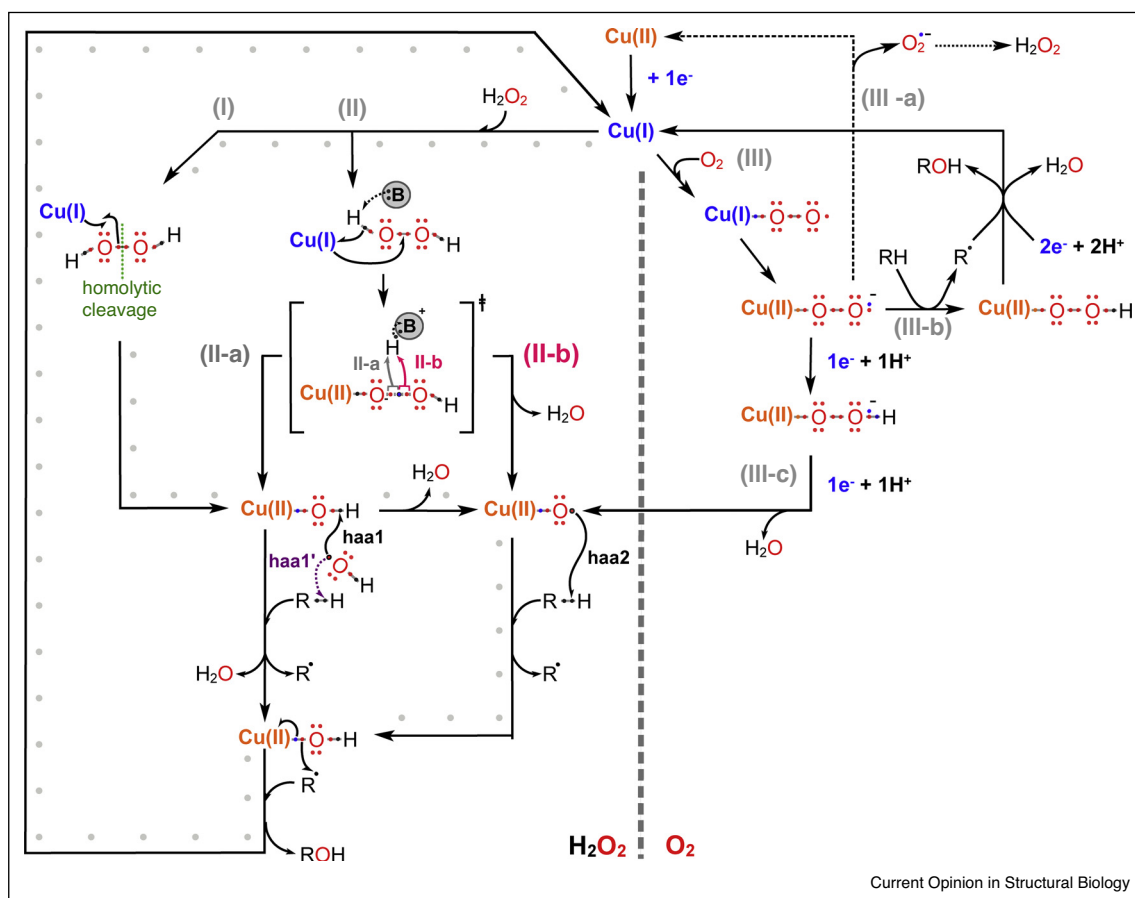 Cu(II)
+ 1e-
O2•−
H2O2
(III -a)
(I)
(II)
H2O2
Cu(I)
O2
(III)
ROH
H2O
B
H
Cu(I)
O O
H
H
Cu(I)
O O
H
H
homolytic
cleavage
Cu(I) O O
RH
R•
2e- + 2H+
Cu(II) O O −
(III-b)
Cu(II) O O H
‡
B +
H
(II-a)
II-a
II-b
(II-b)
Cu(II) O - O
H
H2O
1e- + 1H+
Cu(II) O O − H
(III-c)
1e- + 1H+
H2O
H2O
Cu(II) O H
Cu(II) O
haa1
haa1'
O
H
haa2
R H
R H
H2O
R•
R•
Cu(II) O H
R•
ROH
H2O2
O2
Current Opinion in Structural Biology